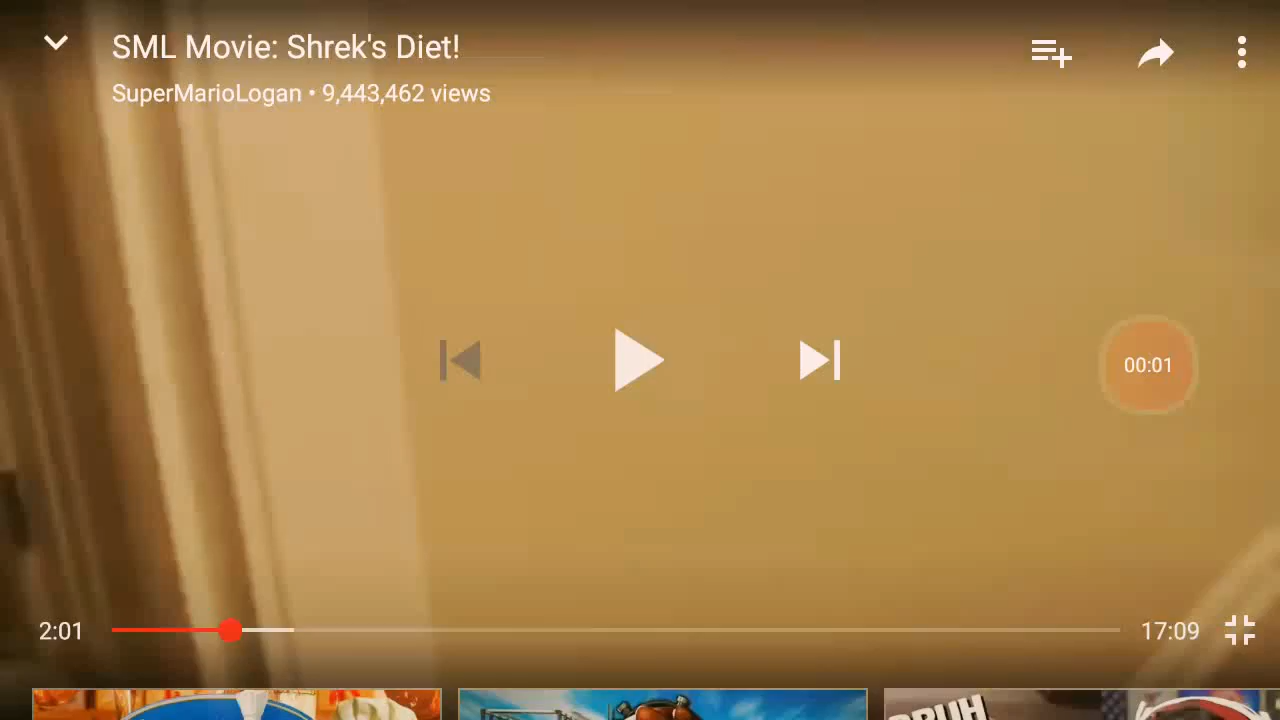 SML Movie: Shrek's Diet!
SuperMarioLogan • 9,443,462 views
00:01
2:01
17:09
BRUH